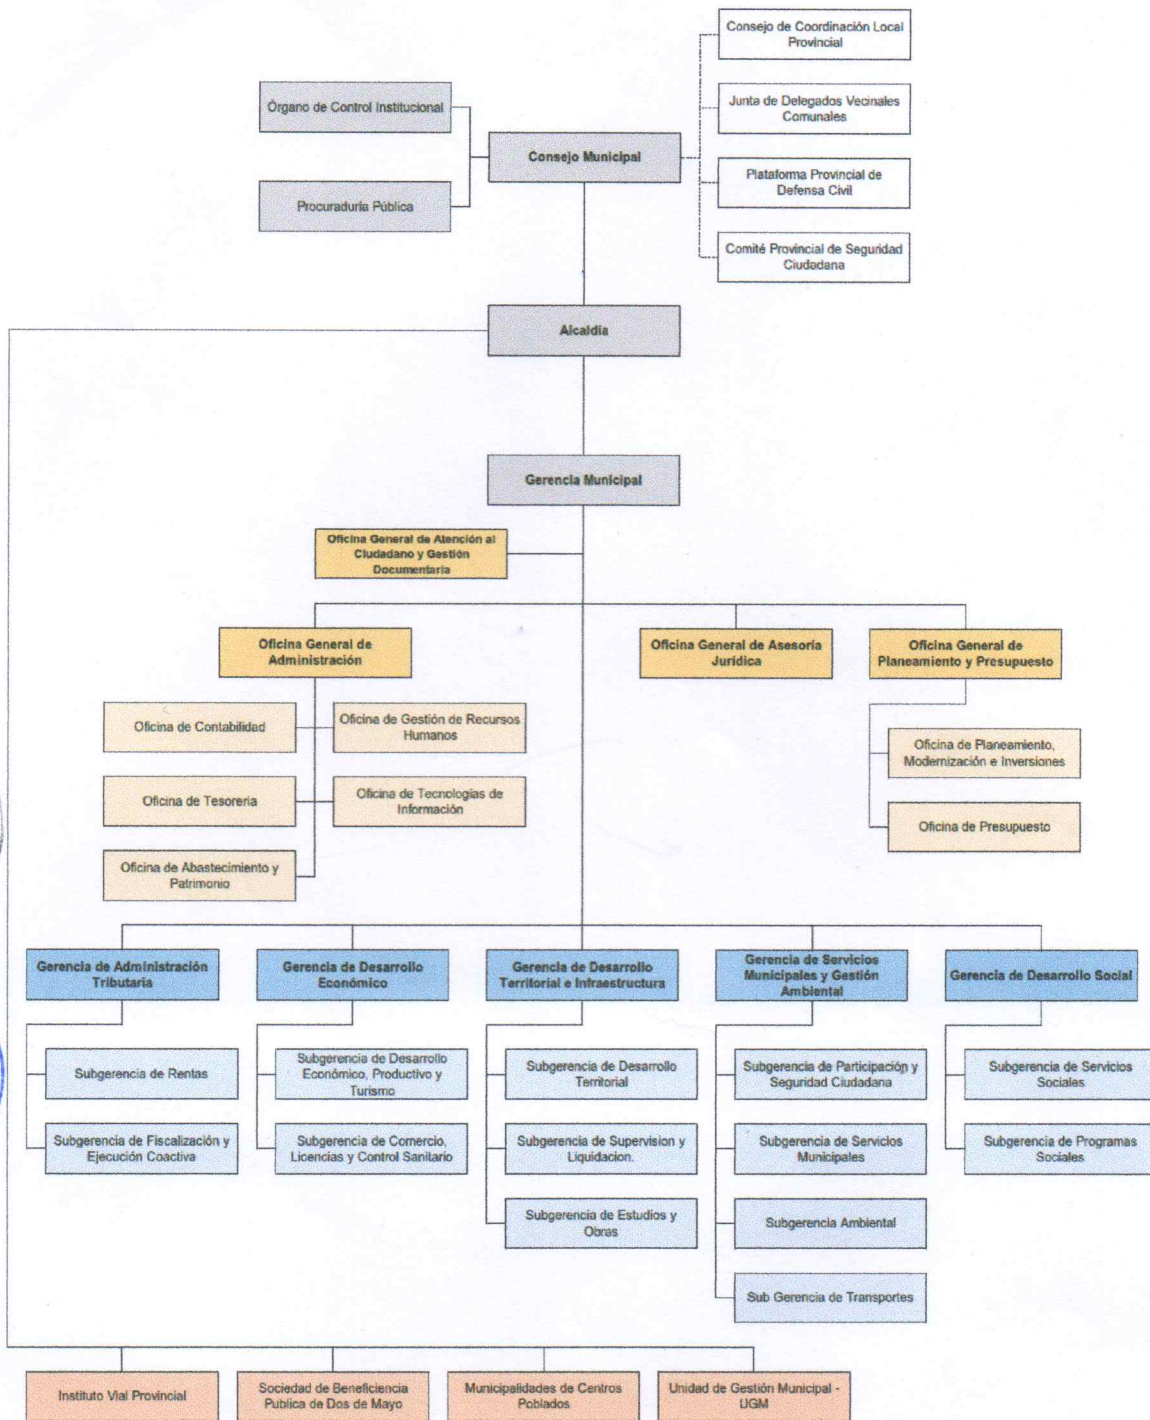 Consejo de Coordinación Local
Provincial
Órgano de Control Institucional
Junta de Delegados Vecinales
Comunales
Consejo Municipal
Plataforma Provincial de
Defensa Civil
Procuraduría Pública
Comité Provincial de Seguridad
Ciudadana
Alcaldía
Gerencia Municipal
Oficina General de Atención al
Ciudadano y Gestión
Documentaria
Oficina General de
Administración
Oficina General de Asesoría
Jurídica
Oficina General de
Planeamiento y Presupuesto
Oficina de Contabilidad
Oficina de Gestión de Recursos
Humanos
Oficina de Planeamiento,
Modernización e Inversiones
Oficina de Tesorería
Oficina de Tecnologías de
Información
Oficina de Presupuesto
Oficina de Abastecimiento y
Patrimonio
Gerencia de Administración
Tributaria
Gerencia de Desarrollo
Económico
Gerencia de Desarrollo
Territorial e Infraestructura
Gerencia de Servicios
Municipales y Gestión
Ambiental
Gerencia de Desarrollo Social
Subgerencia de Rentas
Subgerencia de Desarrollo
Económico, Productivo y
Turismo
Subgerencia de Desarrollo
Territorial
Subgerencia de Participación y
Seguridad Ciudadana
Subgerencia de Servicios
Sociales
Subgerencia de Fiscalización y
Ejecución Coactiva
Subgerencia de Comercio,
Licencias y Control Sanitario
Subgerencia de Supervision y
Liquidacion.
Subgerencia de Servicios
Municipales
Subgerencia de Programas
Sociales
Subgerencia de Estudios y
Obras
Subgerencia Ambiental
Sub Gerencia de Transportes
Instituto Vial Provincial
Sociedad de Beneficiencia
Publica de Dos de Mayo
Municipalidades de Centros
Poblados
Unidad de Gestión Municipal -
UGM